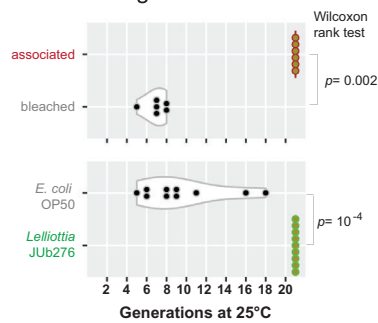 Wilcoxon
rank test
associated
p= 0.002
bleached
E. coli
OP50
p= 10-4
Lelliottia
JUb276
2 4 6 8 10 12 14 16 18 20
Generations at 25°C